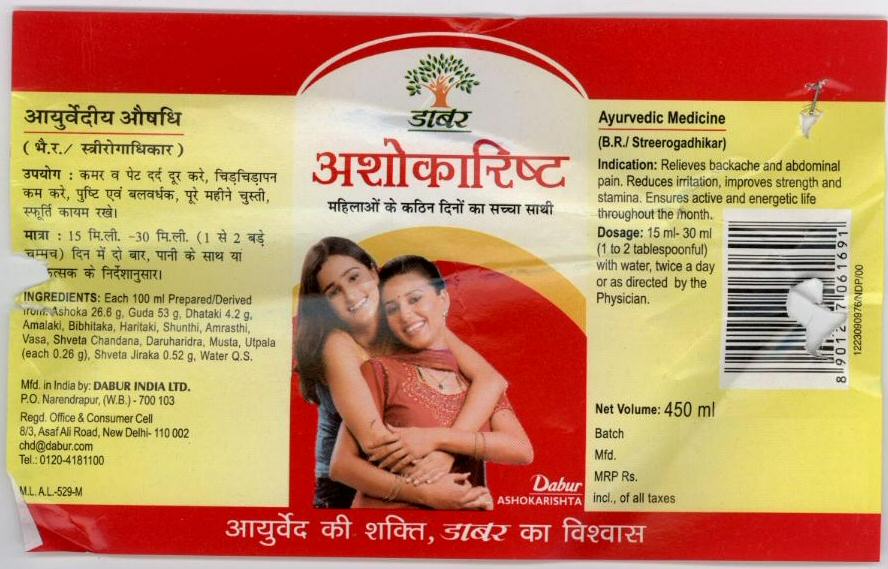 डाबर
अशोकारिष्ट
महिलाओं के कठिन दिनों का सच्चा साथी
आयुर्वेदीय औषधि
( भै.र./ स्त्रीरोगाधिकार )
उपयोग : कमर व पेट दर्द दूर करे, चिड़चिड़ापन
कम करे, पुष्टि एवं बलवर्धक, पूरे महीने चुस्ती,
स्फूर्ति कायम रखे।
मात्रा : 15 मि.ली. -30 मि.ली. (1 से 2 बड़े
चम्मच) दिन में दो बार, पानी के साथ या
के निर्देशानुसार।
INGREDIENTS: Each 100 ml Prepared/Derived
from: Ashoka 26.6 g, Guda 53 g, Dhataki 4.2 g,
Amalaki, Bibhitaka, Haritaki, Shunthi, Amrasthi,
Vasa, Shveta Chandana, Daruharidra, Musta, Utpala
(each 0.26 g), Shveta Jiraka 0.52 g, Water Q.S.
Mfd. in India by: DABUR INDIA LTD.
P.O. Narendrapur, (W.B.) - 700 103
Regd. Office & Consumer Cell
8/3, Asaf Ali Road, New Delhi- 110 002
chd@dabur.com
Tel.: 0120-4181100
M.L. A.L.-529-M
Dabur
ASHOKARISHTA
Ayurvedic Medicine
(B.R./ Streerogadhikar)
Indication: Relieves backache and abdominal
pain. Reduces irritation, improves strength and
stamina. Ensures active and energetic life
throughout the month.
Dosage: 15 ml- 30 ml
(1 to 2 tablespoonful)
with water, twice a day
or as directed by the
Physician.
1223090976/NDP/00
Net Volume: 450 ml
Batch
Mfd.
MRP Rs.
incl., of all taxes
आयुर्वेद की शक्ति, डाबर का विश्वास